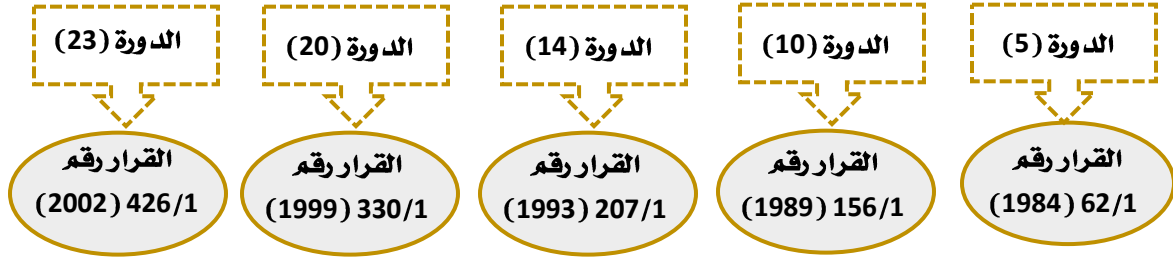 الدورة (5)
القرار رقم
62/1 (1984)
الدورة (10)
القرار رقم
156/1 (1989)
الدورة (14)
القرار رقم
207/1 (1993)
الدورة (20)
القرار رقم
330/1 (1999)
الدورة (23)
القرار رقم
426/1 (2002)